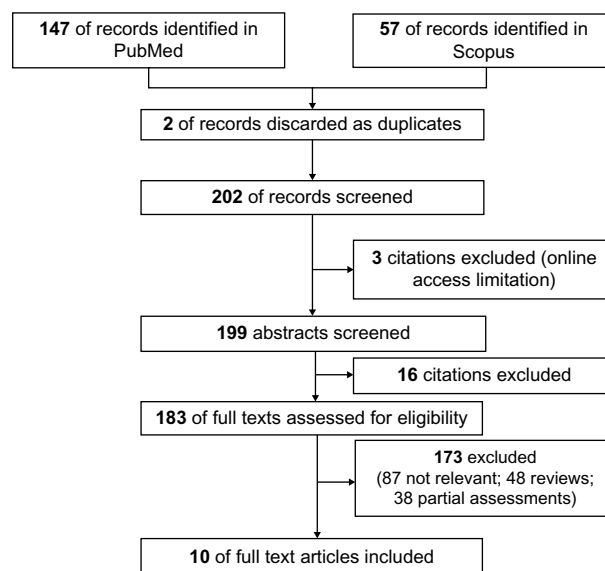 147 of records identified in
PubMed
57 of records identified in
Scopus
2 of records discarded as duplicates
202 of records screened
3 citations excluded (online
access limitation)
199 abstracts screened
16 citations excluded
183 of full texts assessed for eligibility
173 excluded
(87 not relevant; 48 reviews;
38 partial assessments)
10 of full text articles included